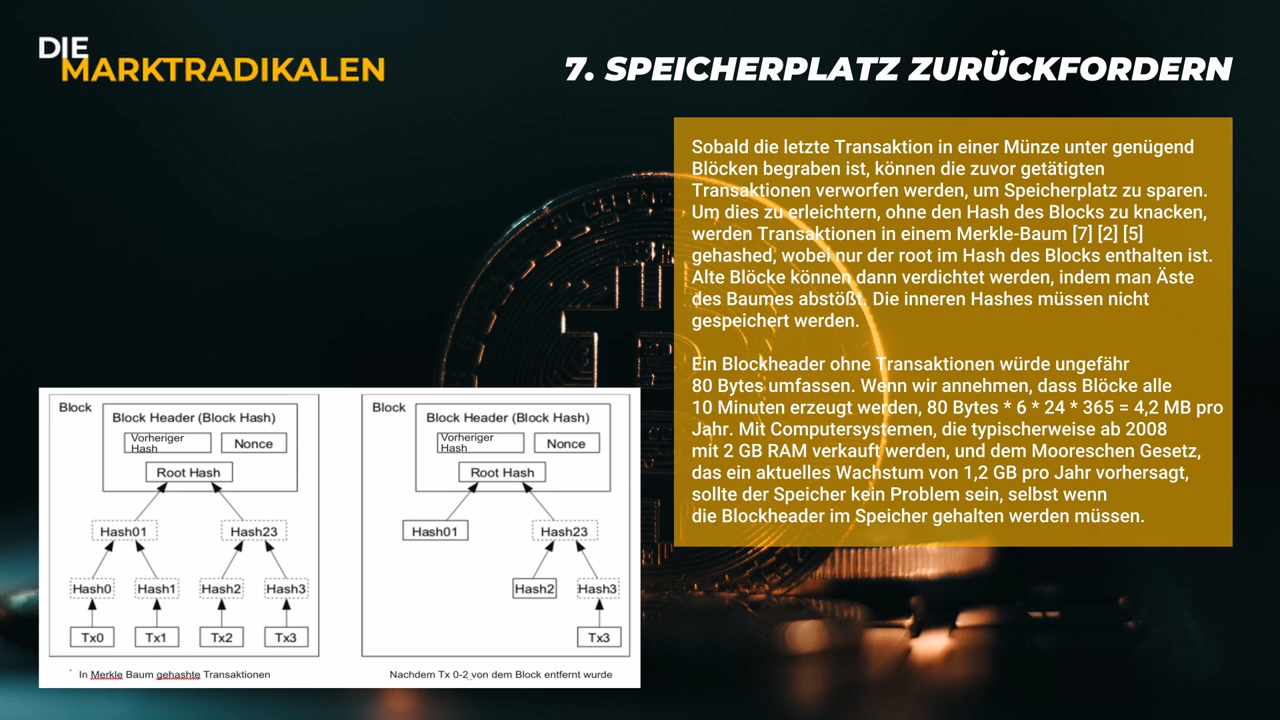 DIE
MARKTRADIKALEN
7. SPEICHERPLATZ ZURÜCKFORDERN
Sobald die letzte Transaktion in einer Münze unter genügend
Blöcken begraben ist, können die zuvor getätigten
Transaktionen verworfen werden, um Speicherplatz zu sparen.
Um dies zu erleichtern, ohne den Hash des Blocks zu knacken,
werden Transaktionen in einem Merkle-Baum [7] [2] [5]
gehashed, wobei nur der root im Hash des Blocks enthalten ist.
Alte Blöcke können dann verdichtet werden, indem man Äste
des Baumes abstößt. Die inneren Hashes müssen nicht
gespeichert werden.
Ein Blockheader ohne Transaktionen würde ungefähr
80 Bytes umfassen. Wenn wir annehmen, dass Blöcke alle
10 Minuten erzeugt werden, 80 Bytes * 6 * 24 * 365 = 4,2 MB pro
Jahr. Mit Computersystemen, die typischerweise ab 2008
mit 2 GB RAM verkauft werden, und dem Mooreschen Gesetz,
das ein aktuelles Wachstum von 1,2 GB pro Jahr vorhersagt,
sollte der Speicher kein Problem sein, selbst wenn
die Blockheader im Speicher gehalten werden müssen.
Block
Block Header (Block Hash)
Vorheriger
Hash
Nonce
Root Hash
Hash01
Hash23
Hash0
Hash1
Hash2
Hash3
Tx0
Tx1
Tx2
Tx3
In Merkle Baum gehashte Transaktionen
Block
Block Header (Block Hash)
Vorheriger
Hash
Nonce
Root Hash
Hash01
Hash23
Hash2
Hash3
Tx3
Nachdem Tx 0-2 von dem Block entfernt wurde